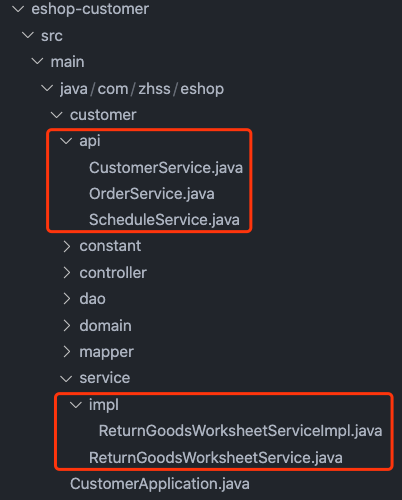 eshop-customer
src
main
java/com/zhss/eshop
customer
api
CustomerService.java
OrderService.java
ScheduleService.java
constant
controller
dao
domain
mapper
service
impl
ReturnGoodsWorksheetServiceImpl.java
ReturnGoodsWorksheetService.java
CustomerApplication.java